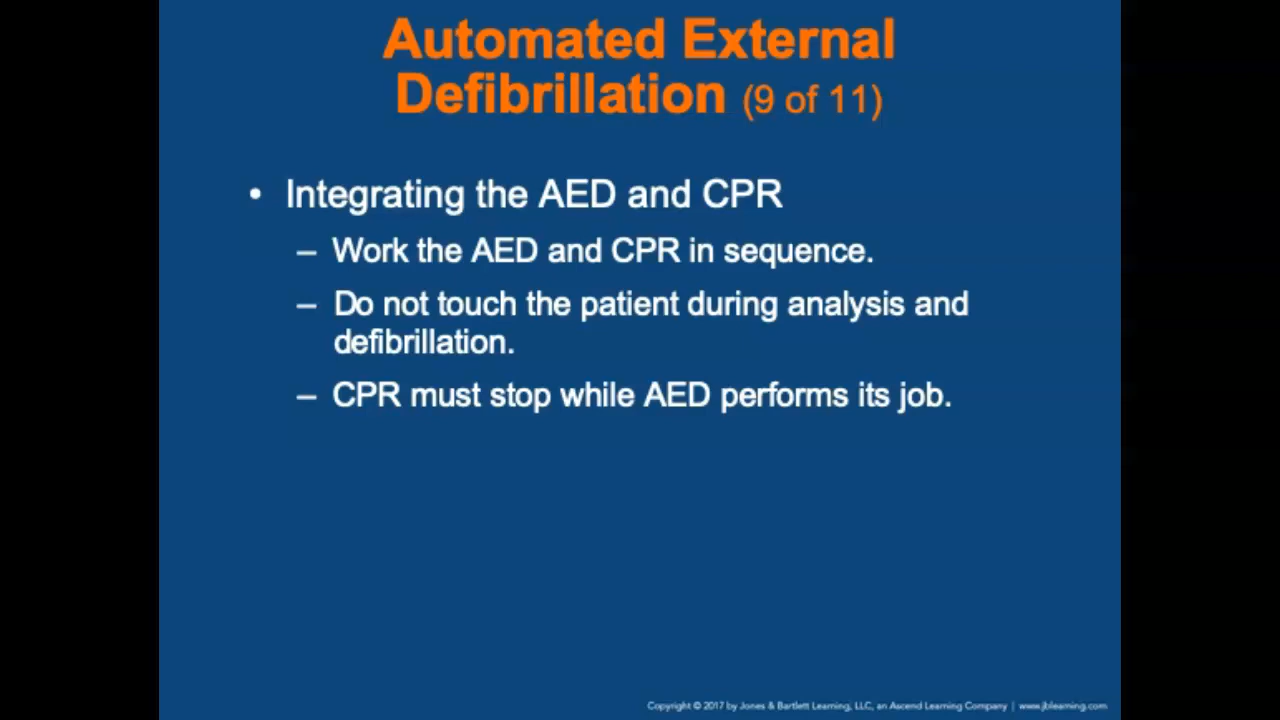 Automated External
Defibrillation (9 of 11)
• Integrating the AED and CPR
– Work the AED and CPR in sequence.
– Do not touch the patient during analysis and
defibrillation.
– CPR must stop while AED performs its job.
Copyright © 2017 by Jones & Bartlett Learning, LLC, an Ascend Learning Company | www.jblearning.com